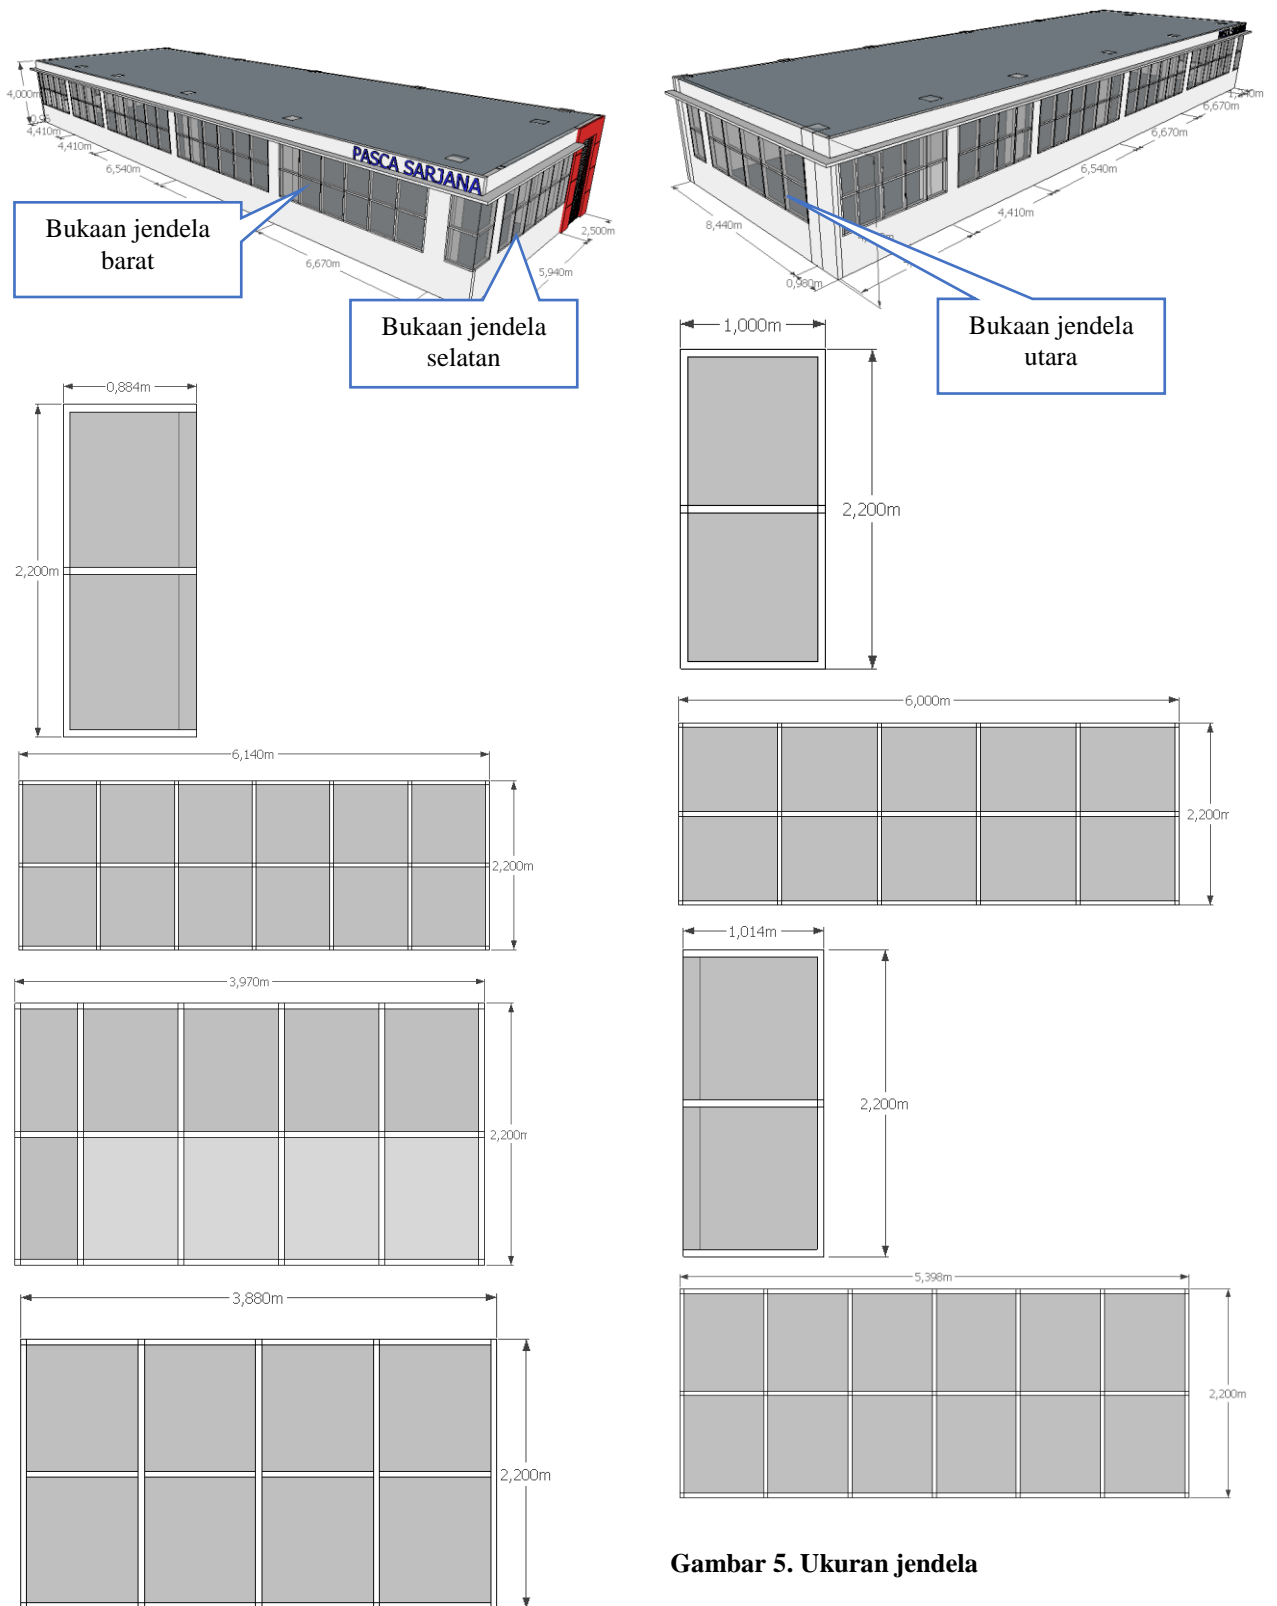 4,000m
4,410m
4,410m
6,540m
6,670m
5,940m
2,500m
PASCA SARJANA
Bukaan jendela
barat
Bukaan jendela
selatan
6,670m
6,670m
6,540m
4,410m
8,440m
0,980m
Bukaan jendela
utara
0,884m
2,200m
6,140m
2,200m
3,970m
2,200m
3,880m
2,200m
1,000m
2,200m
6,000m
2,200m
1,014m
2,200m
5,398m
2,200m
Gambar 5. Ukuran jendela